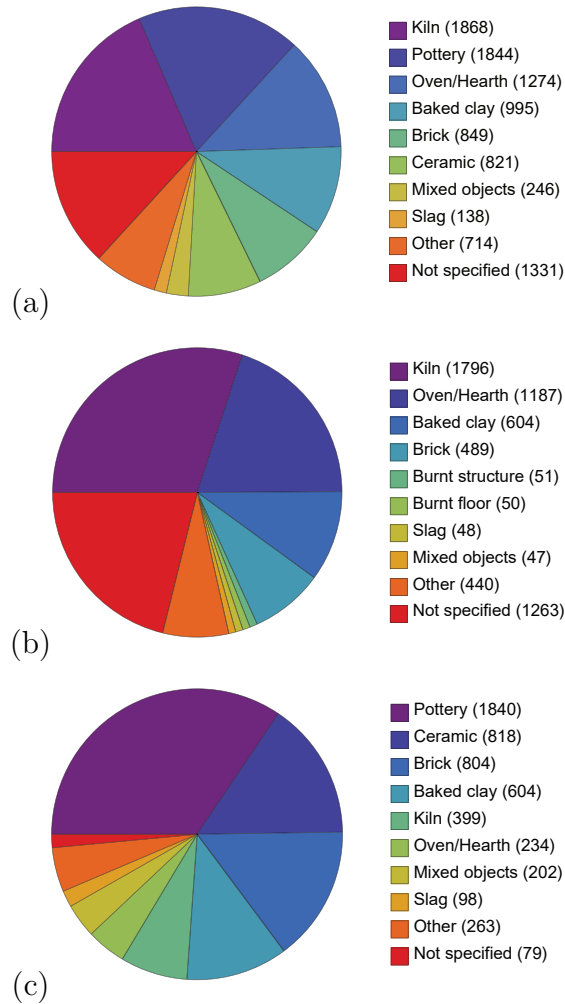 Kiln (1868)
Pottery (1844)
Oven/Hearth (1274)
Baked clay (995)
Brick (849)
Ceramic (821)
Mixed objects (246)
Slag (138)
Other (714)
Not specified (1331)
(a)
Kiln (1796)
Oven/Hearth (1187)
Baked clay (604)
Brick (489)
Burnt structure (51)
Burnt floor (50)
Slag (48)
Mixed objects (47)
Other (440)
Not specified (1263)
(b)
Pottery (1840)
Ceramic (818)
Brick (804)
Baked clay (604)
Kiln (399)
Oven/Hearth (234)
Mixed objects (202)
Slag (98)
Other (263)
Not specified (79)
(c)